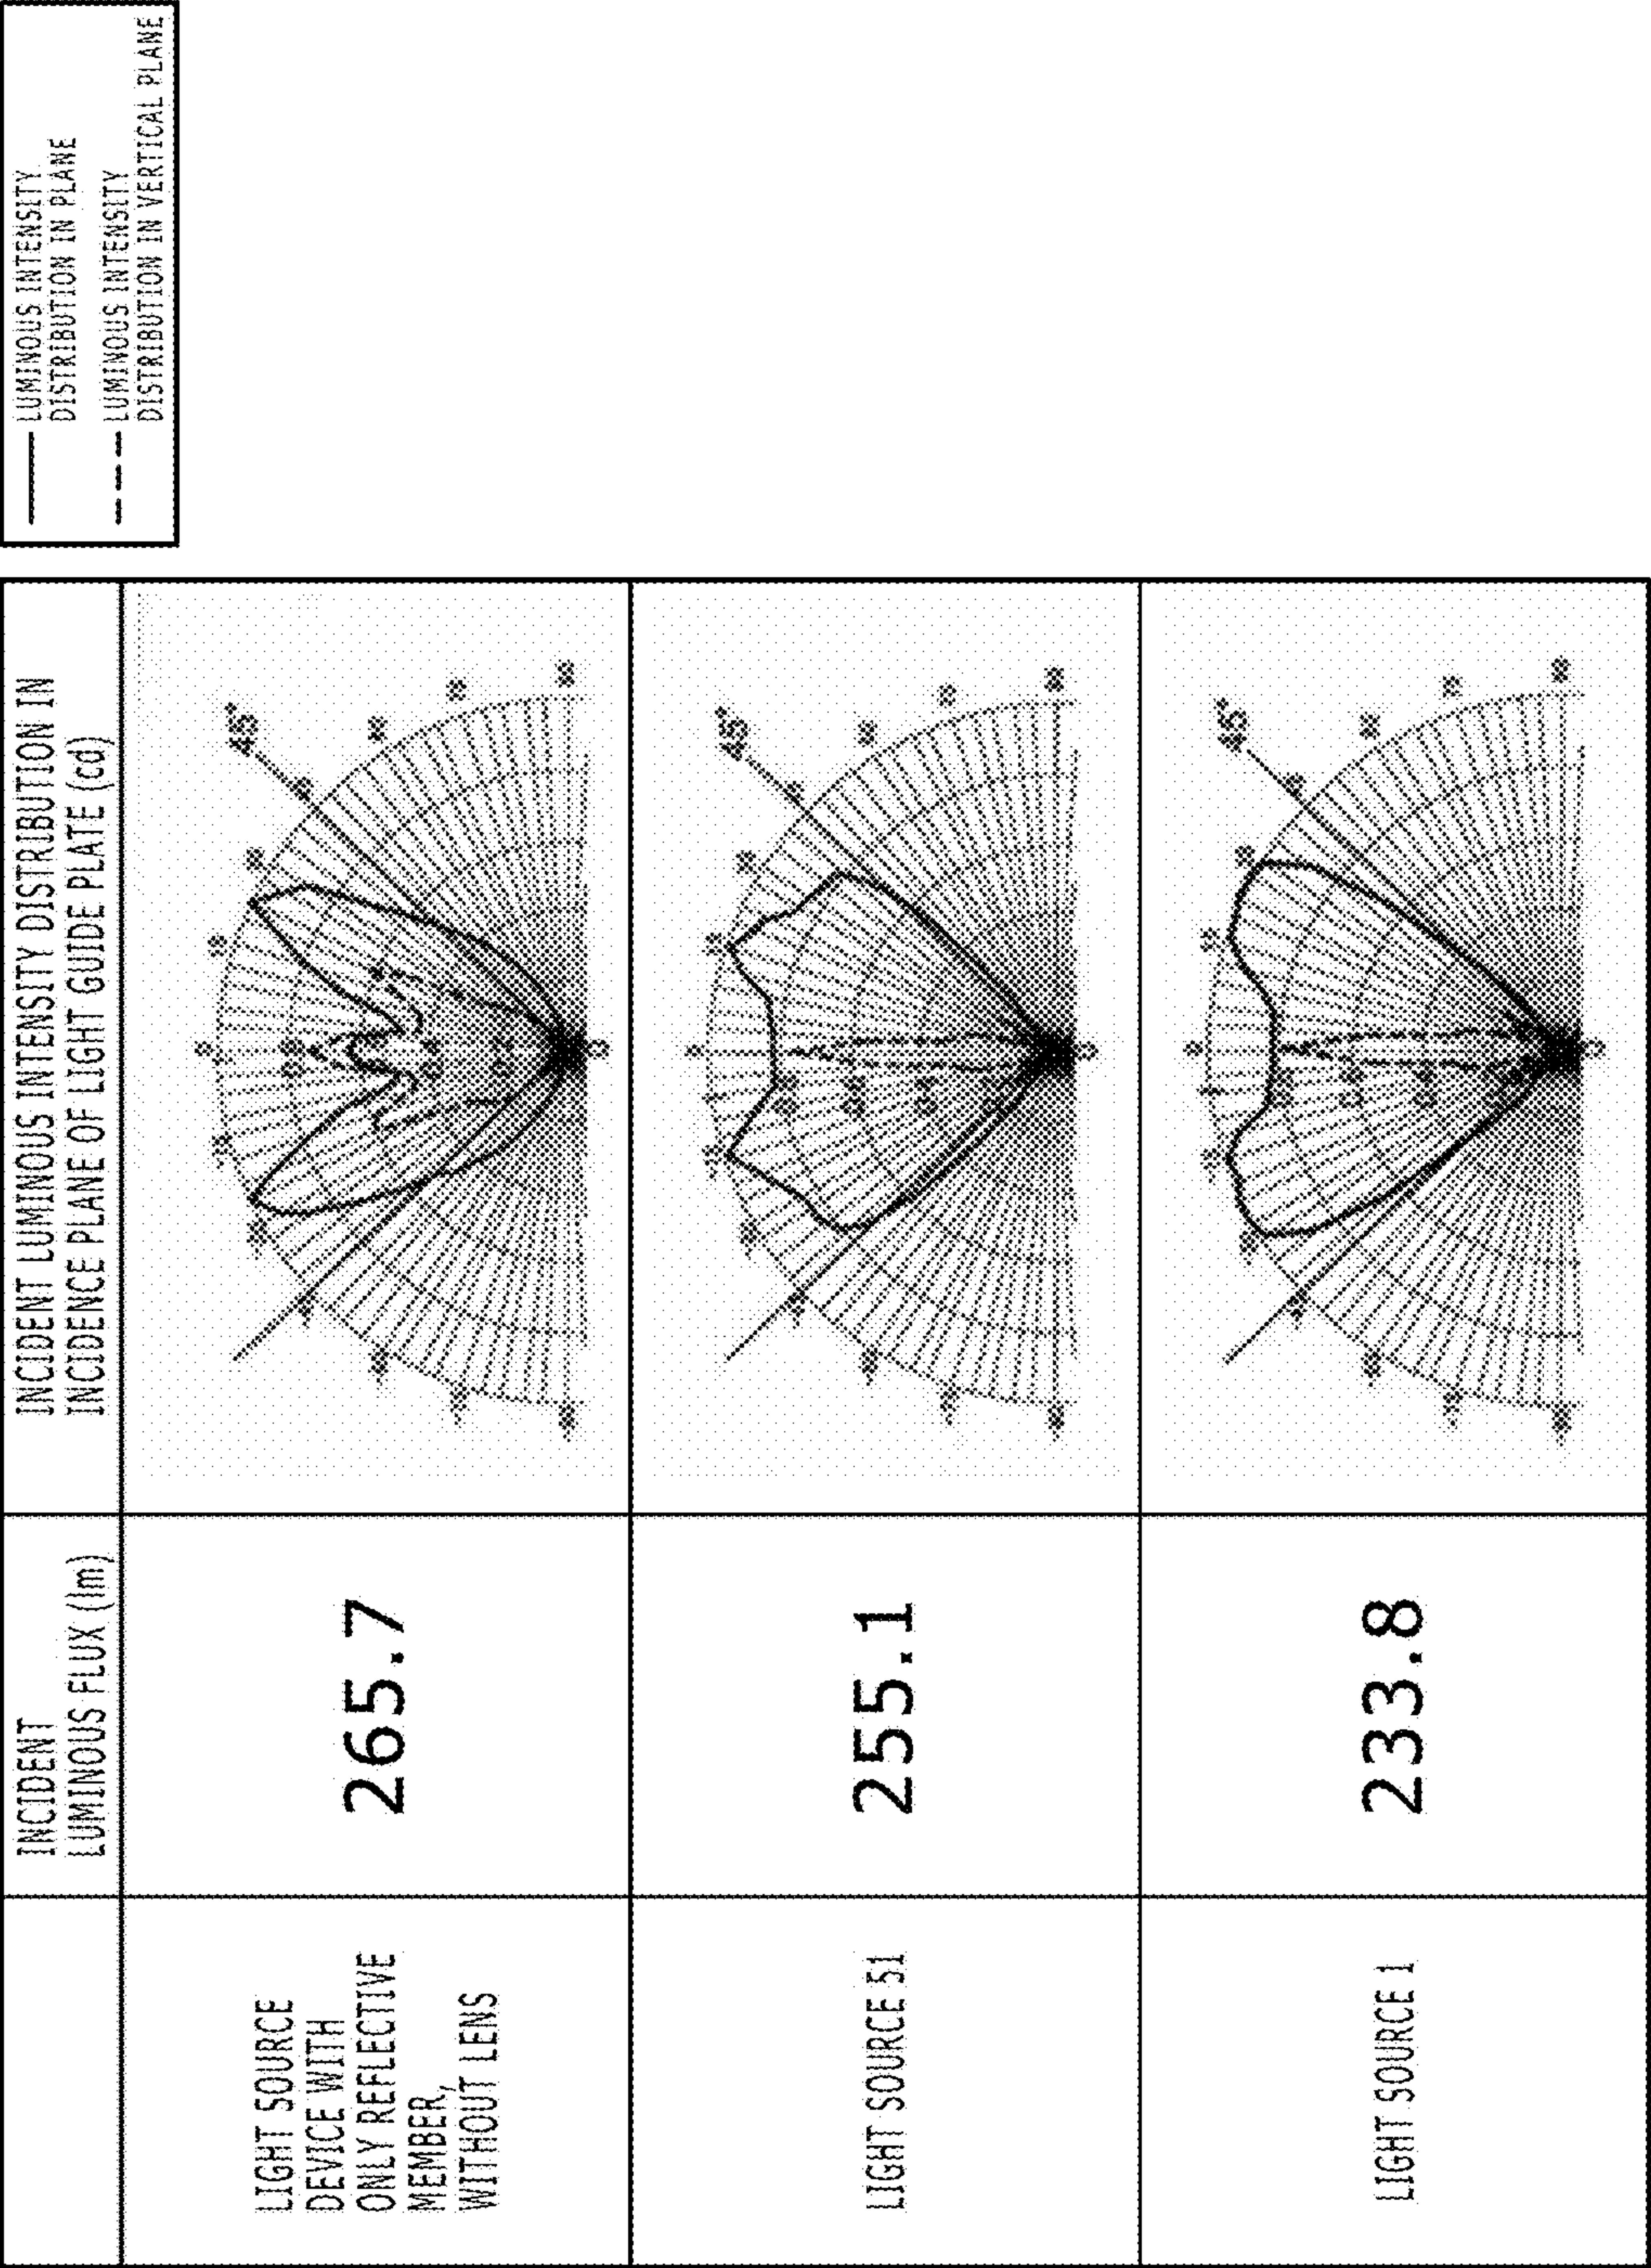 LUMINOUS INTENSITY
DISTRIBUTION IN PLANE
LUMINOUS INTENSITY
DISTRIBUTION IN VERTICAL PLANE
INCIDENT
LUMINOUS FLUX (lm)
INCIDENT LUMINOUS INTENSITY DISTRIBUTION IN
INCIDENCE PLANE OF LIGHT GUIDE PLATE (cd)
LIGHT SOURCE
DEVICE WITH
ONLY REFLECTIVE
MEMBER,
WITHOUT LENS
265.7
45°
LIGHT SOURCE 51
255.1
45°
LIGHT SOURCE 1
233.8
45°